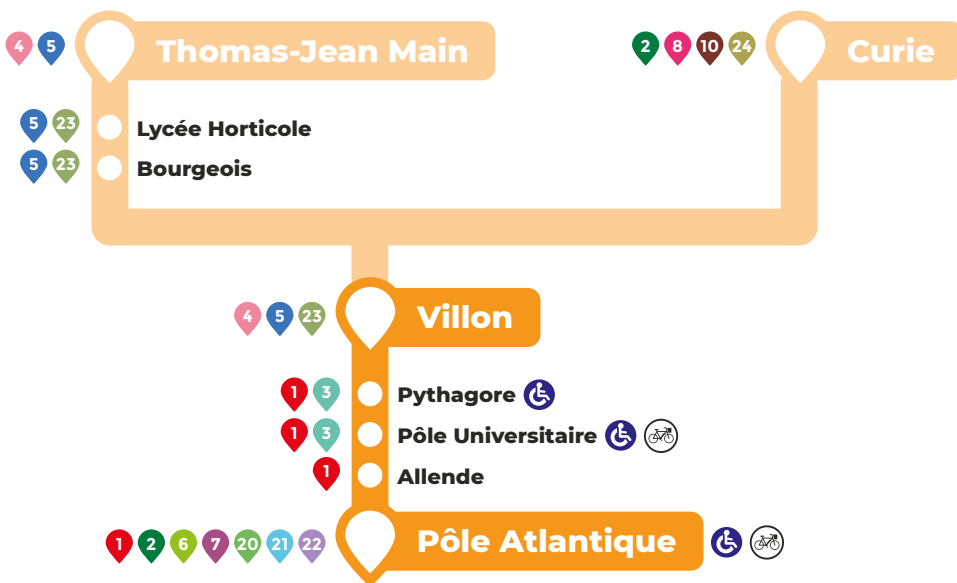 4 5 Thomas-Jean Main
2 8 10 24 Curie
5 23 Lycée Horticole
5 23 Bourgeois
4 5 23 Villon
1 3 Pythagore
1 3 Pôle Universitaire
1 Allende
1 2 6 7 20 21 22 Pôle Atlantique